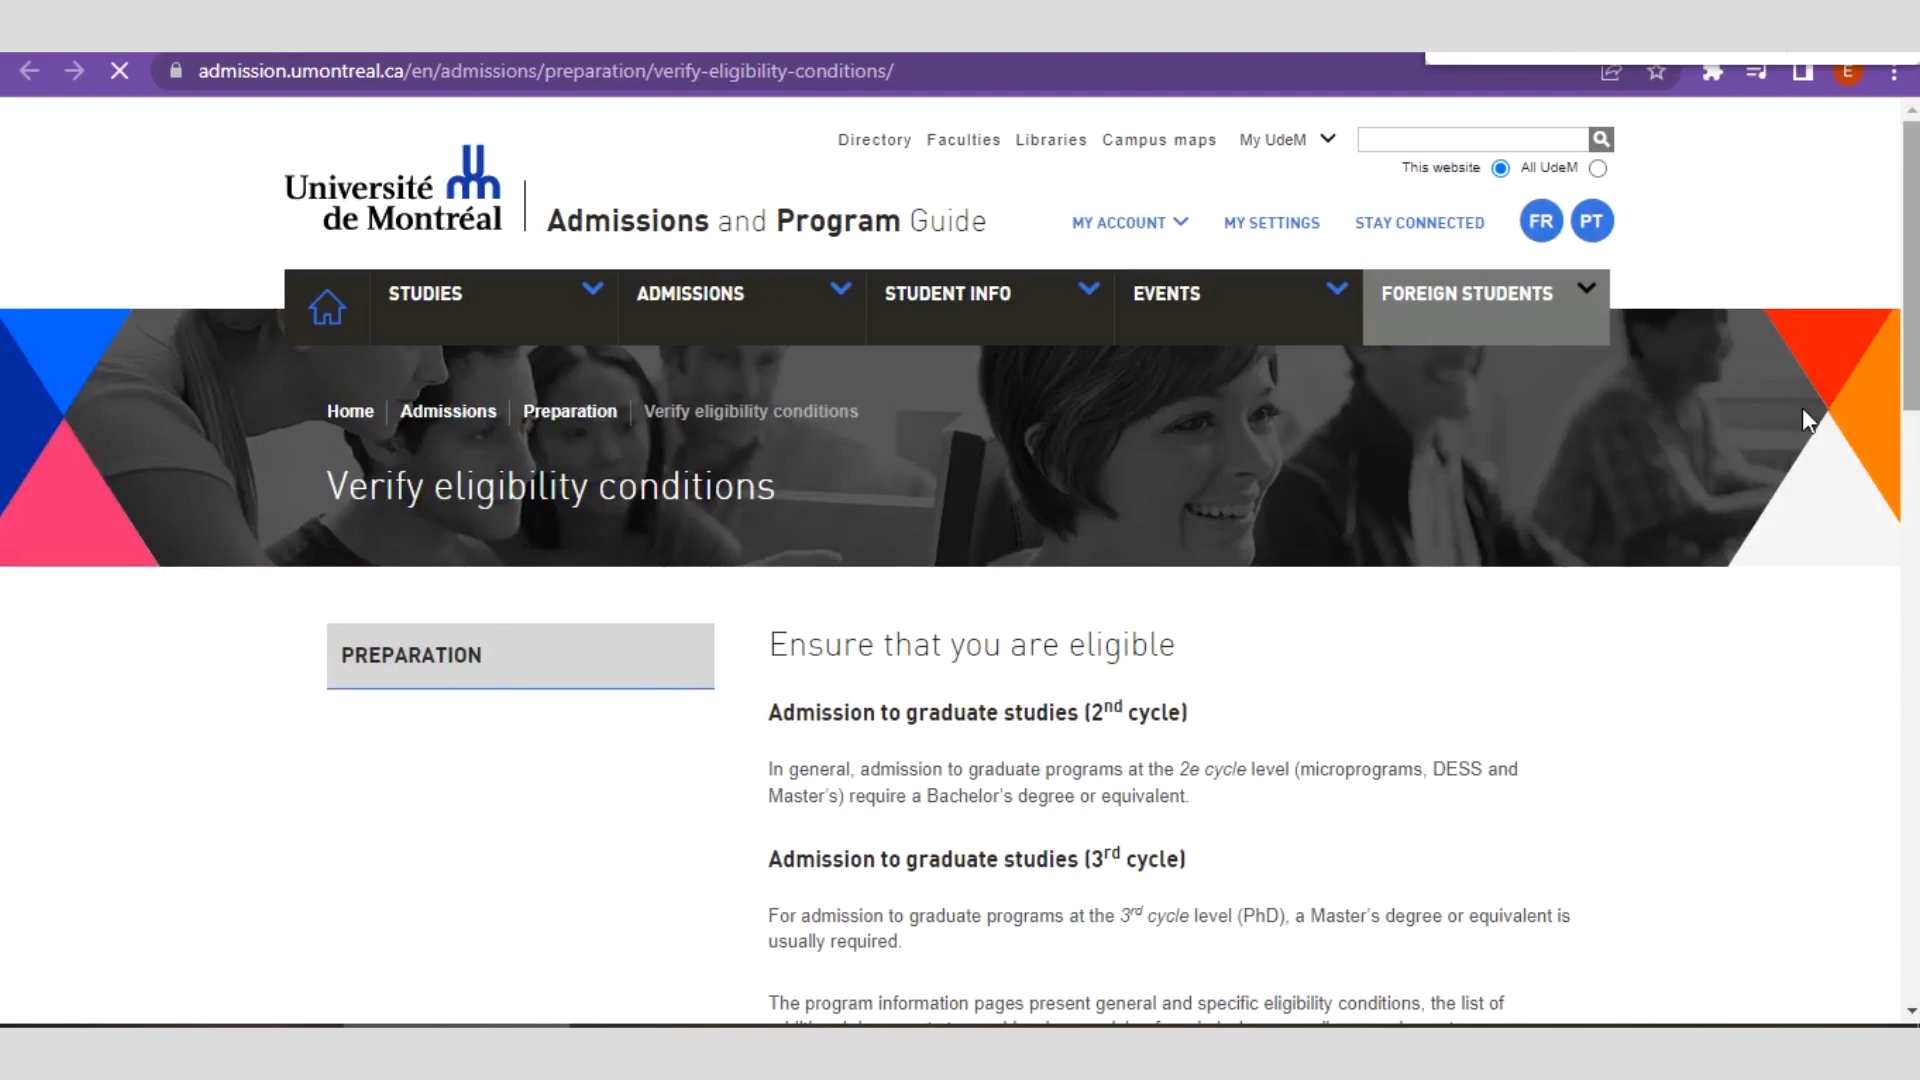 admission.umontreal.ca/en/admissions/preparation/verify-eligibility-conditions/
E
Directory Faculties Libraries Campus maps My UdeM
This website All UdeM
Université
de Montréal
Admissions and Program Guide
MY ACCOUNT MY SETTINGS STAY CONNECTED FR PT
STUDIES ADMISSIONS STUDENT INFO EVENTS FOREIGN STUDENTS
Home Admissions Preparation Verify eligibility conditions
Verify eligibility conditions
PREPARATION
Ensure that you are eligible
Admission to graduate studies (2nd cycle)
In general, admission to graduate programs at the 2e cycle level (microprograms, DESS and
Master's) require a Bachelor's degree or equivalent.
Admission to graduate studies (3rd cycle)
For admission to graduate programs at the 3rd cycle level (PhD), a Master's degree or equivalent is
usually required.
The program information pages present general and specific eligibility conditions, the list of